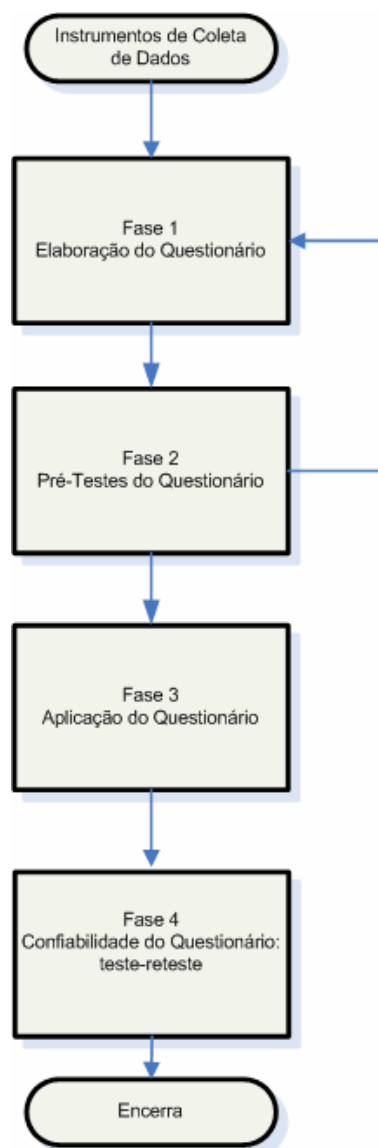 Instrumentos de Coleta
de Dados
Fase 1
Elaboração do Questionário
Fase 2
Pré-Testes do Questionário
Fase 3
Aplicação do Questionário
Fase 4
Confiabilidade do Questionário:
teste-reteste
Encerra